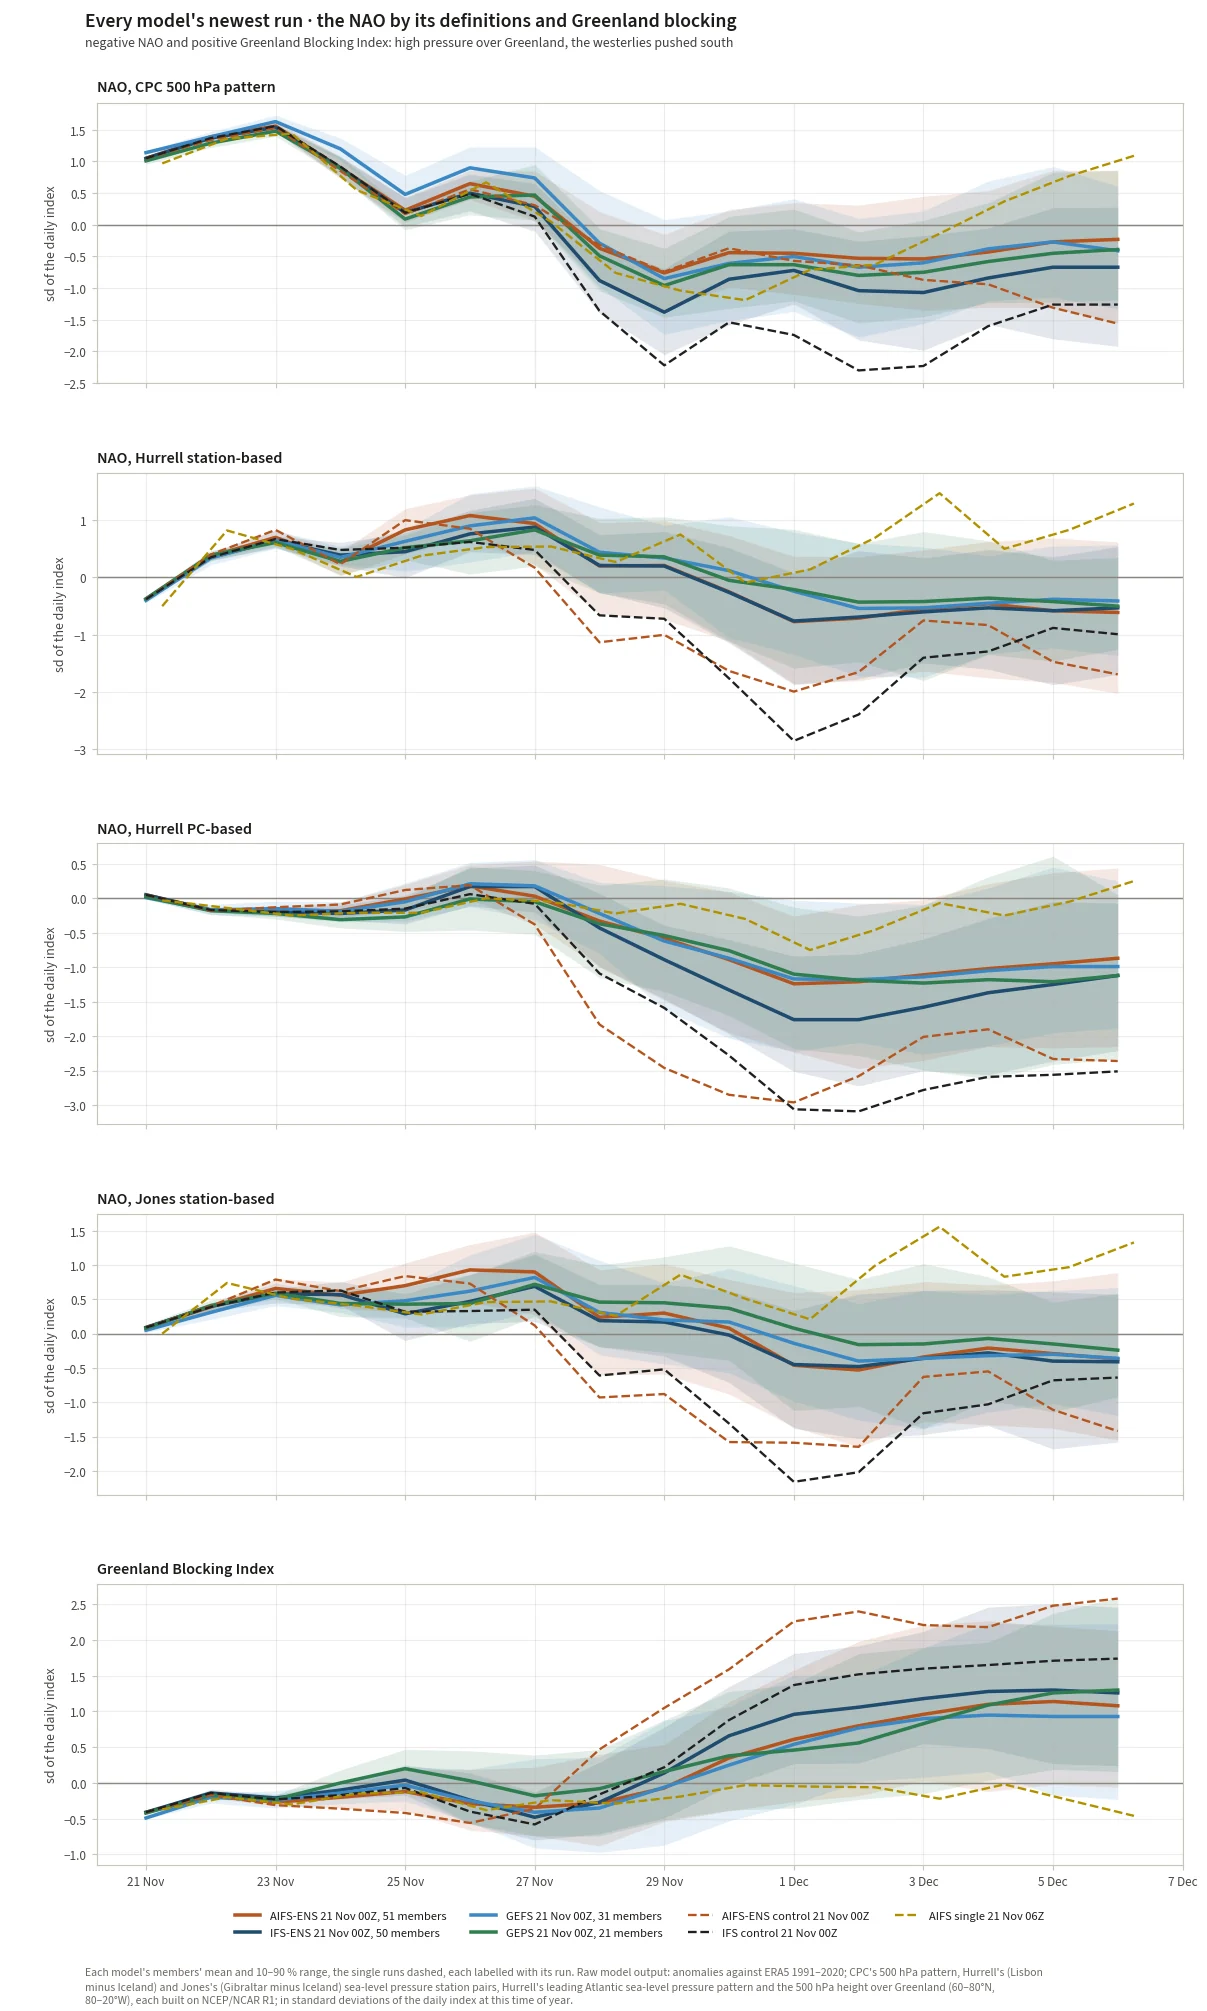 Every model's newest run · the NAO by its definitions and Greenland blocking
negative NAO and positive Greenland Blocking Index: high pressure over Greenland, the westerlies pushed south
NAO, CPC 500 hPa pattern
sd of the daily index
1.5
1.0
0.5
0.0
−0.5
−1.0
−1.5
−2.0
−2.5
NAO, Hurrell station-based
sd of the daily index
1
0
−1
−2
−3
NAO, Hurrell PC-based
sd of the daily index
0.5
0.0
−0.5
−1.0
−1.5
−2.0
−2.5
−3.0
NAO, Jones station-based
sd of the daily index
1.5
1.0
0.5
0.0
−0.5
−1.0
−1.5
−2.0
Greenland Blocking Index
sd of the daily index
2.5
2.0
1.5
1.0
0.5
0.0
−0.5
−1.0
21 Nov 23 Nov 25 Nov 27 Nov 29 Nov 1 Dec 3 Dec 5 Dec 7 Dec
AIFS-ENS 21 Nov 00Z, 51 members GEFS 21 Nov 00Z, 31 members AIFS-ENS control 21 Nov 00Z AIFS single 21 Nov 06Z
IFS-ENS 21 Nov 00Z, 50 members GEPS 21 Nov 00Z, 21 members IFS control 21 Nov 00Z
Each model's members' mean and 10–90 % range, the single runs dashed, each labelled with its run. Raw model output: anomalies against ERA5 1991–2020; CPC's 500 hPa pattern, Hurrell's (Lisbon
minus Iceland) and Jones's (Gibraltar minus Iceland) sea-level pressure station pairs, Hurrell's leading Atlantic sea-level pressure pattern and the 500 hPa height over Greenland (60–80°N,
80–20°W), each built on NCEP/NCAR R1; in standard deviations of the daily index at this time of year.